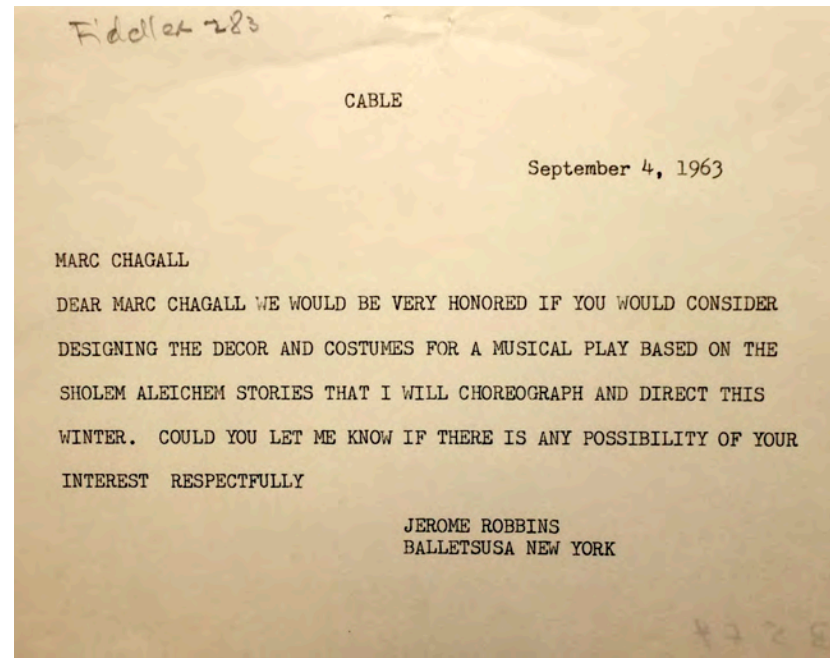 Fiddler 283
CABLE
September 4, 1963
MARC CHAGALL
DEAR MARC CHAGALL WE WOULD BE VERY HONORED IF YOU WOULD CONSIDER
DESIGNING THE DECOR AND COSTUMES FOR A MUSICAL PLAY BASED ON THE
SHOLEM ALEICHEM STORIES THAT I WILL CHOREOGRAPH AND DIRECT THIS
WINTER. COULD YOU LET ME KNOW IF THERE IS ANY POSSIBILITY OF YOUR
INTEREST RESPECTFULLY
JEROME ROBBINS
BALLETSUSA NEW YORK